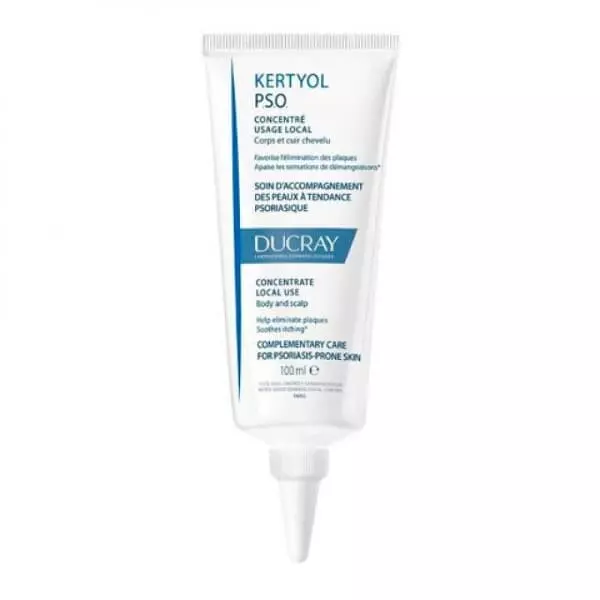 KERTYOL
P.S.O.
CONCENTRÉ
USAGE LOCAL
Corps et cuir chevelu
Favorise l'élimination des plaques
Apaise les sensations de démangeaisons*
SOIN D'ACCOMPAGNEMENT
DES PEAUX À TENDANCE
PSORIASIQUE
DUCRAY
LABORATOIRES DERMATOLOGIQUES
CONCENTRATE
LOCAL USE
Body and scalp
Help eliminate plaques
Soothes itching*
COMPLEMENTARY CARE
FOR PSORIASIS-PRONE SKIN
100 ml ℮